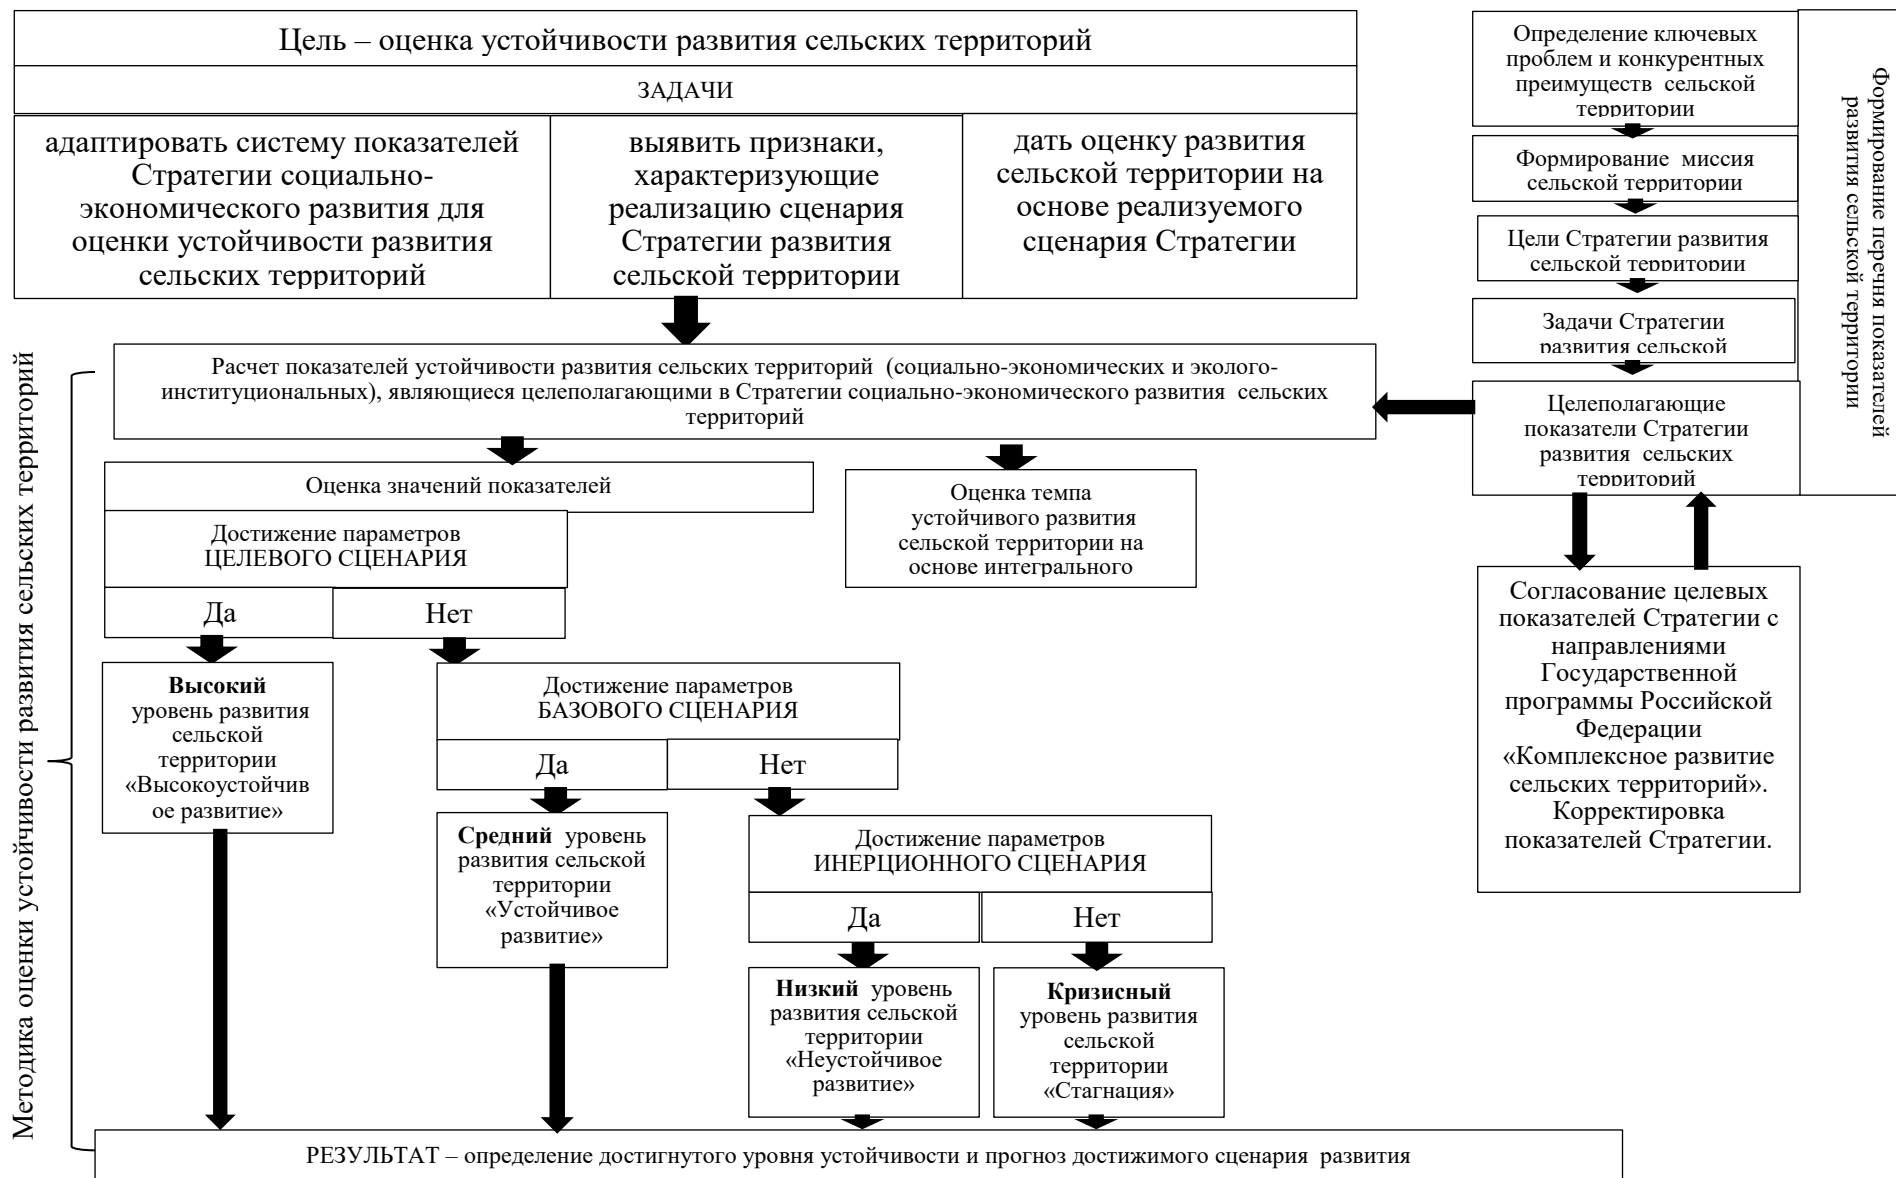 Цель – оценка устойчивости развития сельских территорий
ЗАДАЧИ
адаптировать систему показателей
Стратегии социально-
экономического развития для
оценки устойчивости развития
сельских территорий
выявить признаки,
характеризующие
реализацию сценария
Стратегии развития
сельской территории
дать оценку развития
сельской территории на
основе реализуемого
сценария Стратегии
Определение ключевых
проблем и конкурентных
преимуществ сельской
территории
Формирование миссия
сельской территории
Цели Стратегии развития
сельской территории
Задачи Стратегии
развития сельской
Целеполагающие
показатели Стратегии
развития сельских
территорий
Формирование перечня показателей
развития сельской территории
Согласование целевых
показателей Стратегии с
направлениями
Государственной
программы Российской
Федерации
«Комплексное развитие
сельских территорий».
Корректировка
показателей Стратегии.
Методика оценки устойчивости развития сельских территорий
Расчет показателей устойчивости развития сельских территорий (социально-экономических и эколого-
институциональных), являющиеся целеполагающими в Стратегии социально-экономического развития сельских
территорий
Оценка значений показателей
Оценка темпа
устойчивого развития
сельской территории на
основе интегрального
Достижение параметров
ЦЕЛЕВОГО СЦЕНАРИЯ
Да
Нет
Высокий
уровень развития
сельской
территории
«Высокоустойчив
ое развитие»
Достижение параметров
БАЗОВОГО СЦЕНАРИЯ
Да
Нет
Средний уровень
развития сельской
территории
«Устойчивое
развитие»
Достижение параметров
ИНЕРЦИОННОГО СЦЕНАРИЯ
Да
Нет
Низкий уровень
развития сельской
территории
«Неустойчивое
развитие»
Кризисный
уровень развития
сельской
территории
«Стагнация»
РЕЗУЛЬТАТ – определение достигнутого уровня устойчивости и прогноз достижимого сценария развития